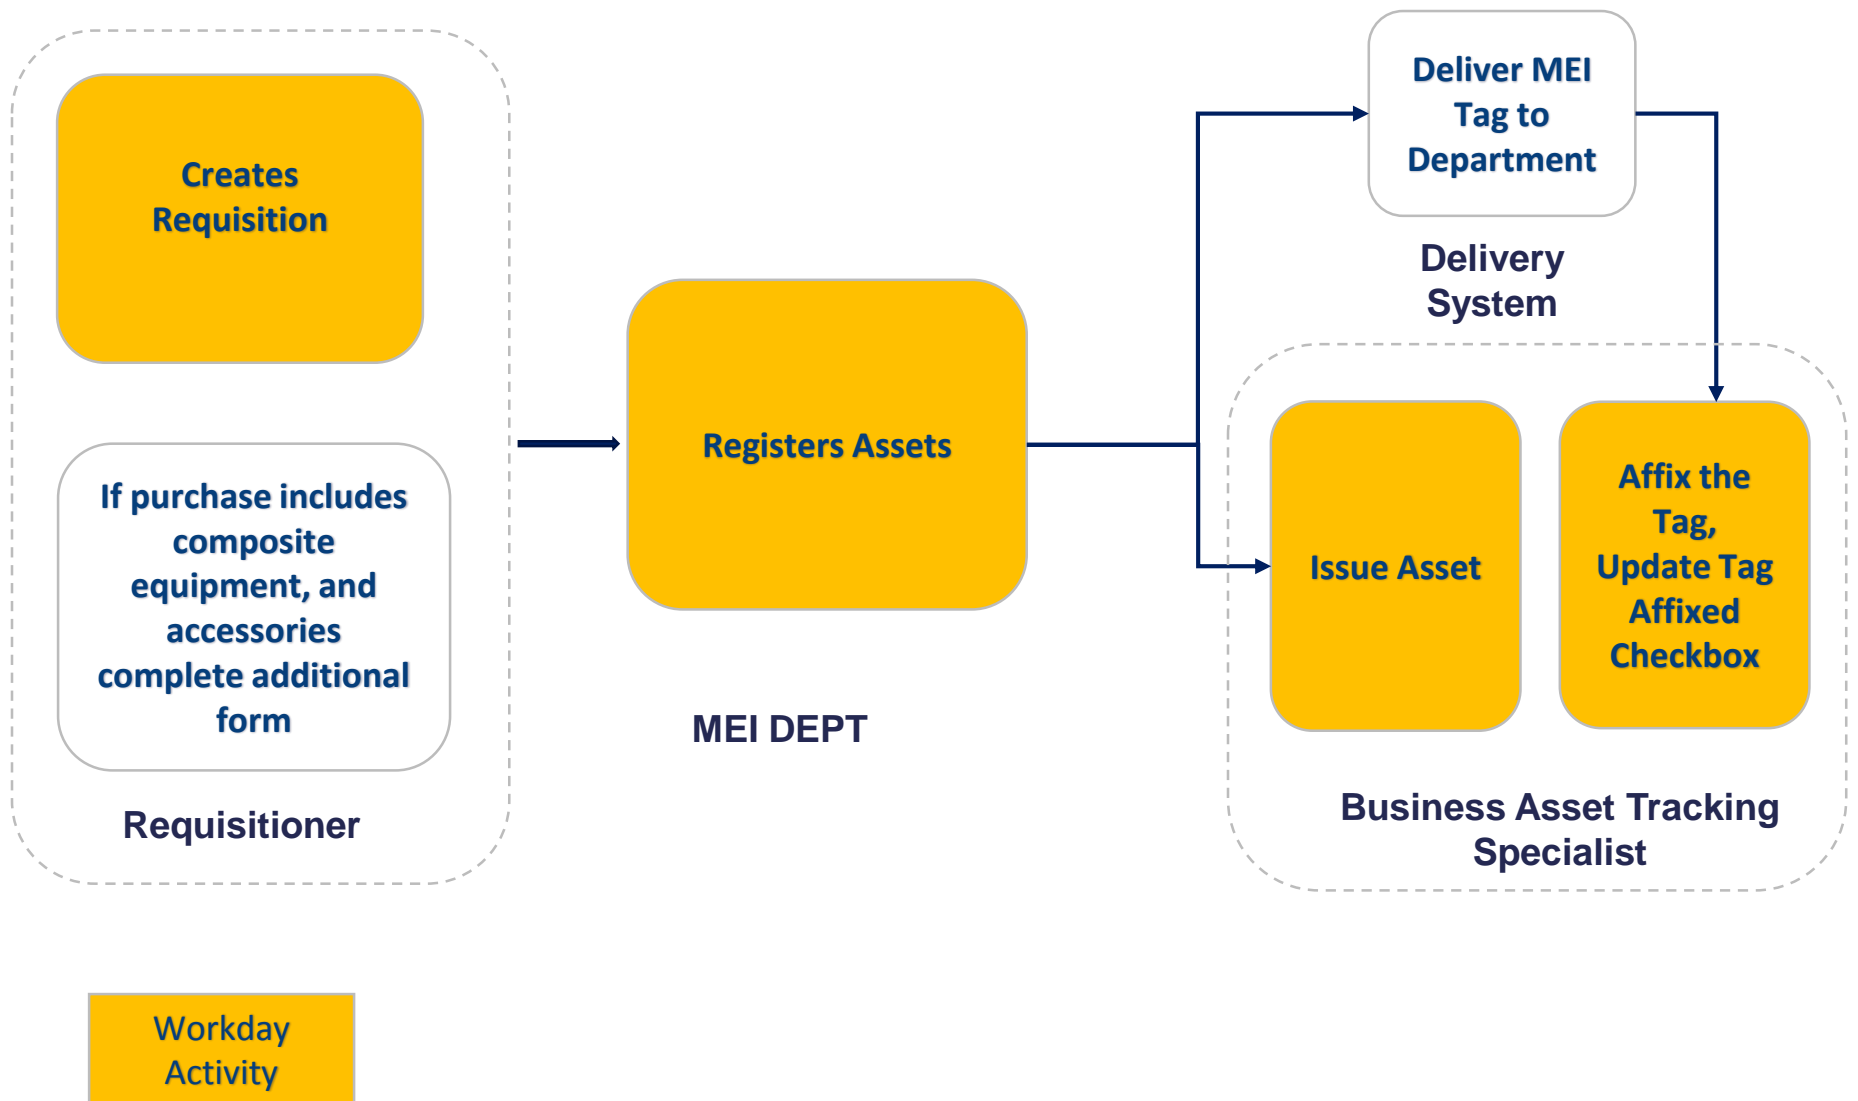 Creates
Requisition
If purchase includes
composite
equipment, and
accessories
complete additional
form
Requisitioner
Registers Assets
MEI DEPT
Deliver MEI
Tag to
Department
Delivery
System
Issue Asset
Affix the
Tag,
Update Tag
Affixed
Checkbox
Business Asset Tracking
Specialist
Workday
Activity